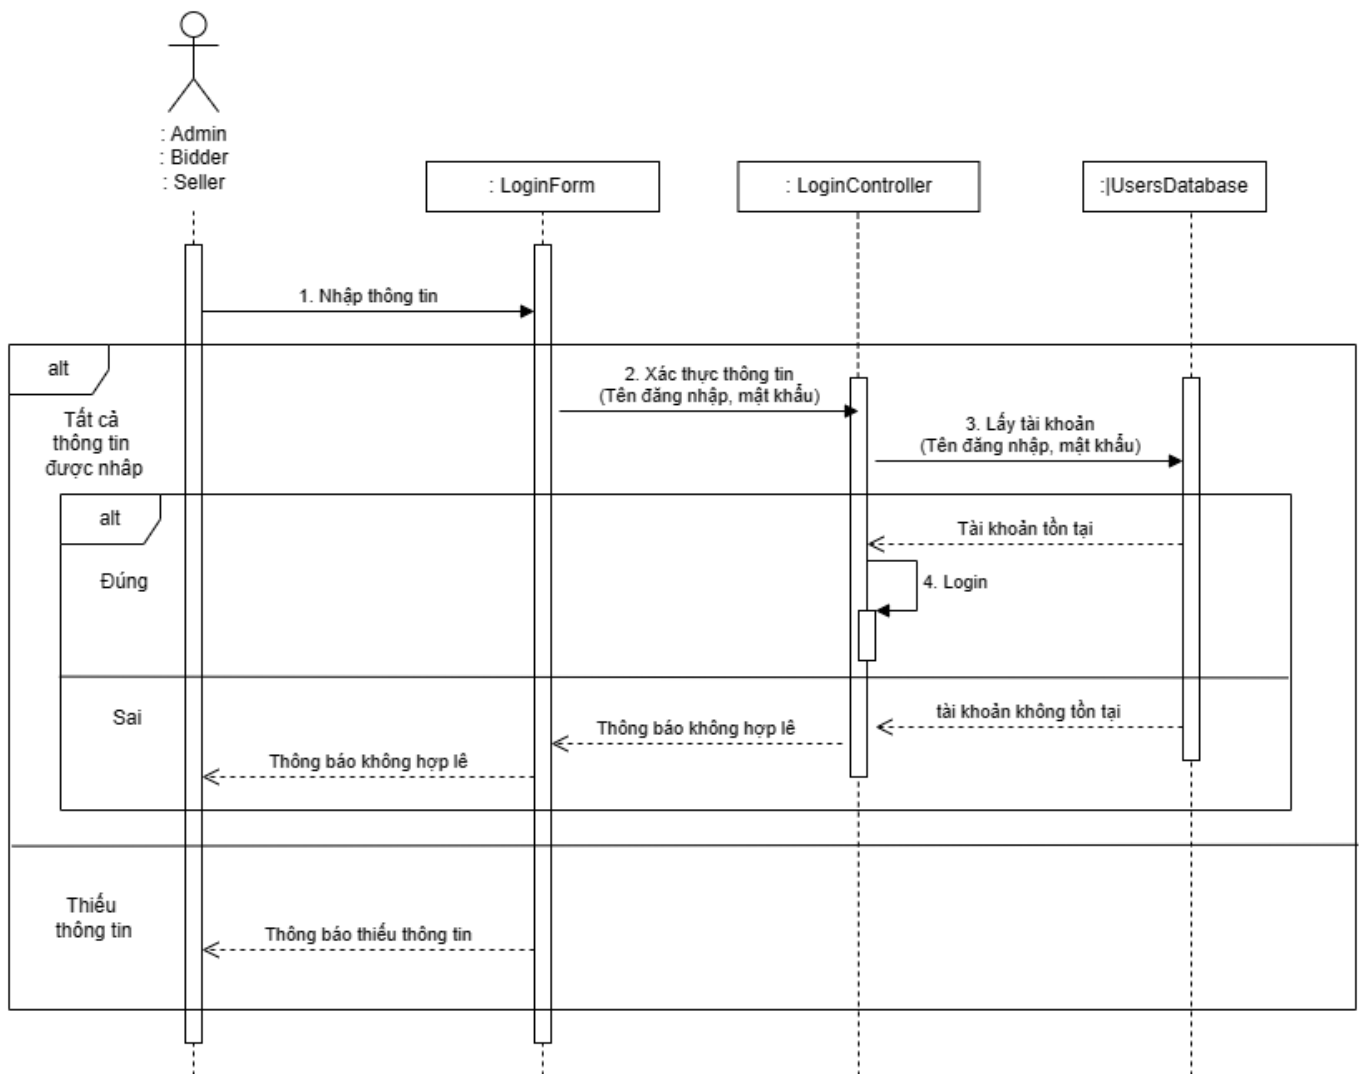 : Admin
: Bidder
: Seller
: LoginForm
: LoginController
:|UsersDatabase
1. Nhập thông tin
alt
Tất cả
thông tin
được nhâp
2. Xác thực thông tin
(Tên đăng nhập, mật khẩu)
3. Lấy tài khoản
(Tên đăng nhập, mật khẩu)
alt
Đúng
Tài khoản tồn tại
4. Login
Sai
tài khoản không tồn tại
Thông báo không hợp lê
Thông báo không hợp lê
Thiếu
thông tin
Thông báo thiếu thông tin